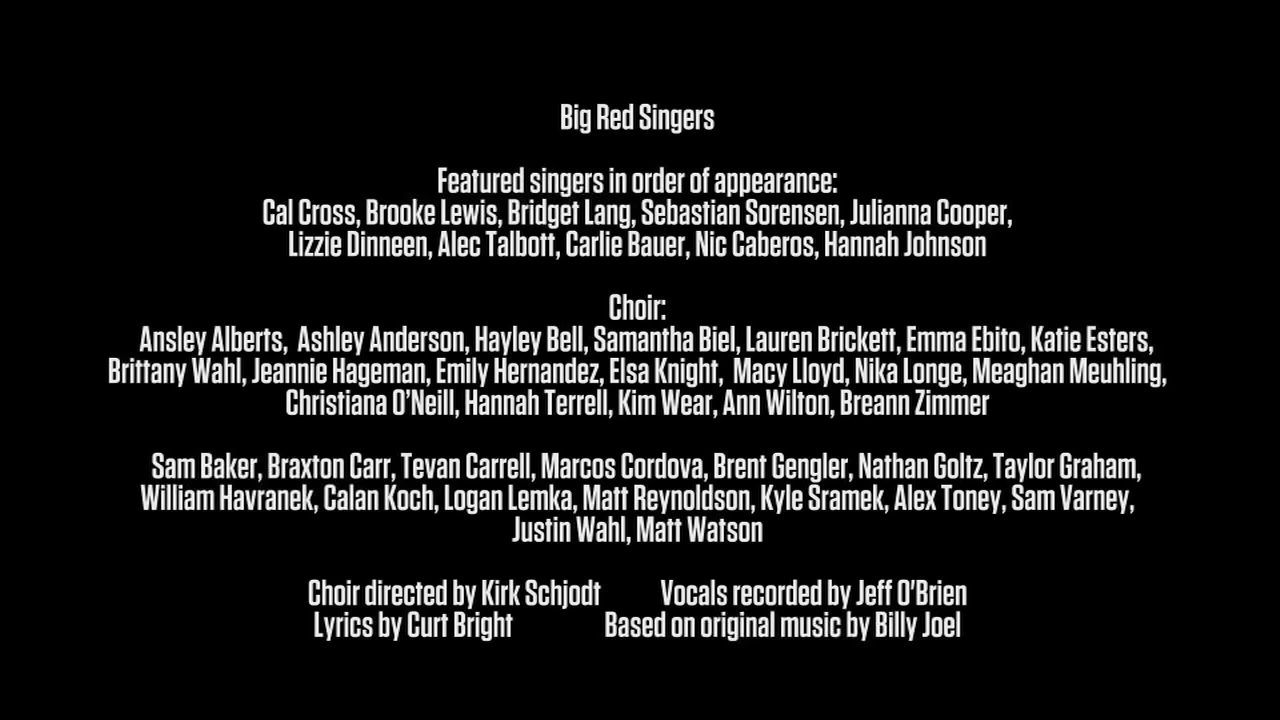 Big Red Singers
Featured singers in order of appearance:
Cal Cross, Brooke Lewis, Bridget Lang, Sebastian Sorensen, Julianna Cooper,
Lizzie Dinneen, Alec Talbott, Carlie Bauer, Nic Caberos, Hannah Johnson
Choir:
Ansley Alberts,  Ashley Anderson, Hayley Bell, Samantha Biel, Lauren Brickett, Emma Ebito, Katie Esters,
Brittany Wahl, Jeannie Hageman, Emily Hernandez, Elsa Knight,  Macy Lloyd, Nika Longe, Meaghan Meuhling,
Christiana O’Neill, Hannah Terrell, Kim Wear, Ann Wilton, Breann Zimmer
Sam Baker, Braxton Carr, Tevan Carrell, Marcos Cordova, Brent Gengler, Nathan Goltz, Taylor Graham,
William Havranek, Calan Koch, Logan Lemka, Matt Reynoldson, Kyle Sramek, Alex Toney, Sam Varney,
Justin Wahl, Matt Watson
Choir directed by Kirk Schjodt Vocals recorded by Jeff O'Brien
Lyrics by Curt Bright Based on original music by Billy Joel